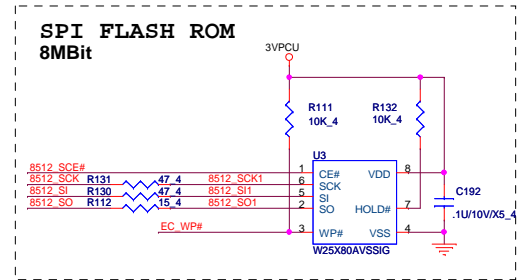 SPI FLASH ROM
8MBit
3VPCU
R111
10K_4
R132
10K_4
U3
8512_SCE#
1 CE# VDD 8
8512_SCK R131 47_4 8512_SCK1 6 SCK
8512_SI R130 47_4 8512_SI1 5 SI
8512_SO R112 15_4 8512_SO1 2 SO HOLD# 7
C192
.1U/10V/X5_4
EC_WP# 3 WP# VSS 4
W25X80AVSSIG